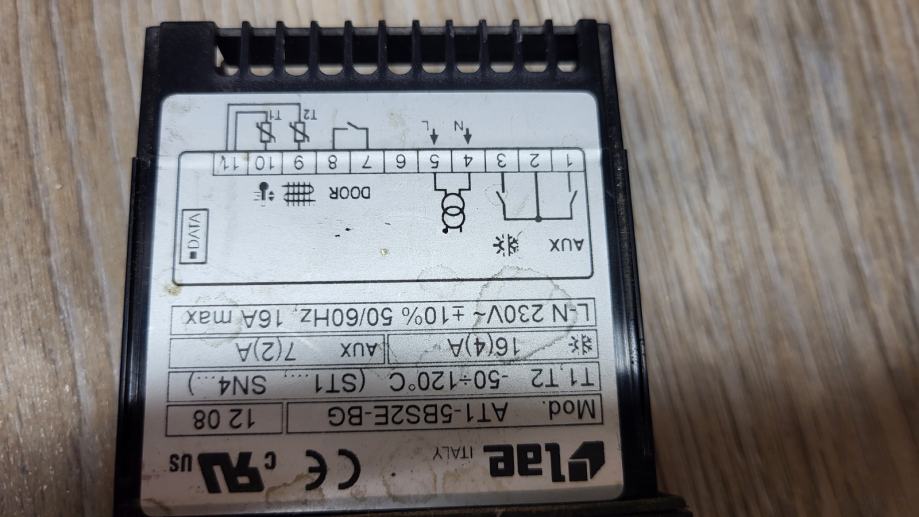 lae ITALY CE c RU US
Mod. AT1-5BS2E-BG 12 08
T1,T2 -50÷120°C (ST1 ..., SN4...)
16(4)A AUX 7(2)A
L-N 230V~ ±10% 50/60Hz, 16A max
AUX
DATA
DOOR
1 2 3 4 5 6 7 8 9 10 11
N L T2 T1